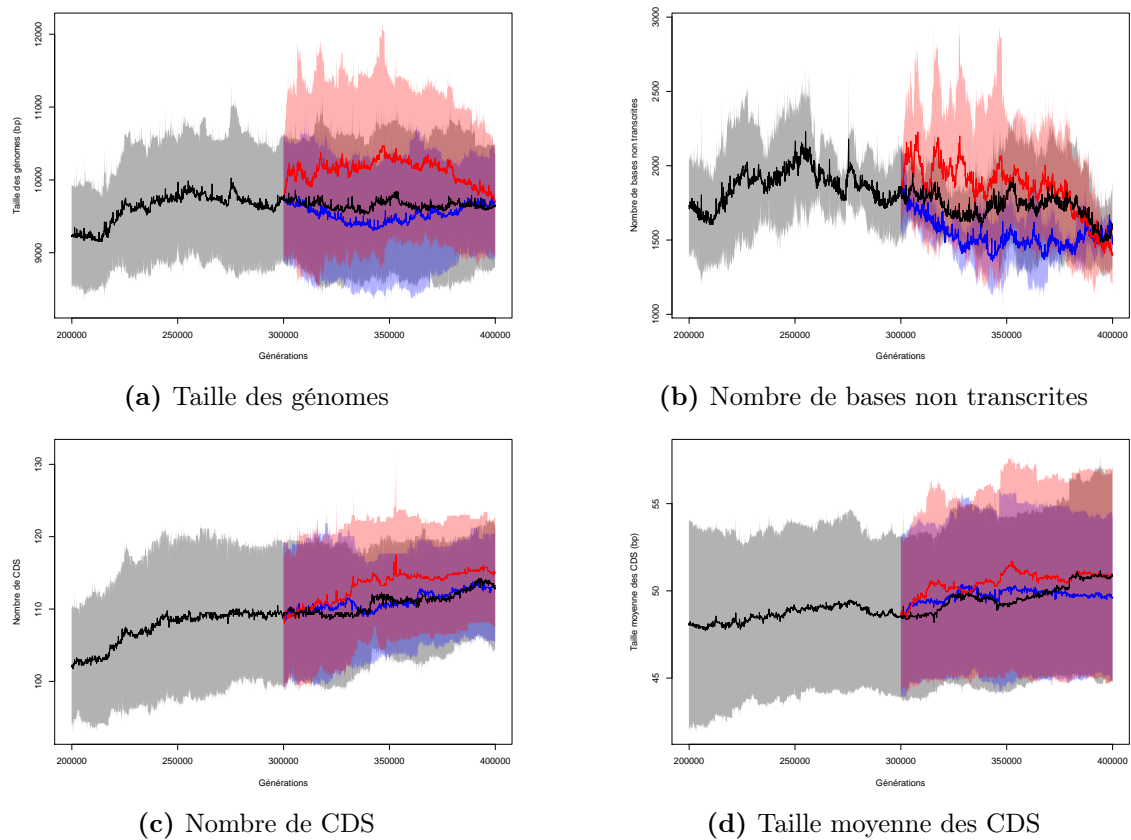 Taille des génomes (bp)
12000
11000
10000
9000
200000 250000 300000 350000 400000
Générations
(a) Taille des génomes
Nombre de bases non transcrites
3000
2500
2000
1500
1000
200000 250000 300000 350000 400000
Générations
(b) Nombre de bases non transcrites
Nombre de CDS
130
120
110
100
200000 250000 300000 350000 400000
Générations
(c) Nombre de CDS
Taille moyenne des CDS (bp)
55
50
45
200000 250000 300000 350000 400000
Générations
(d) Taille moyenne des CDS